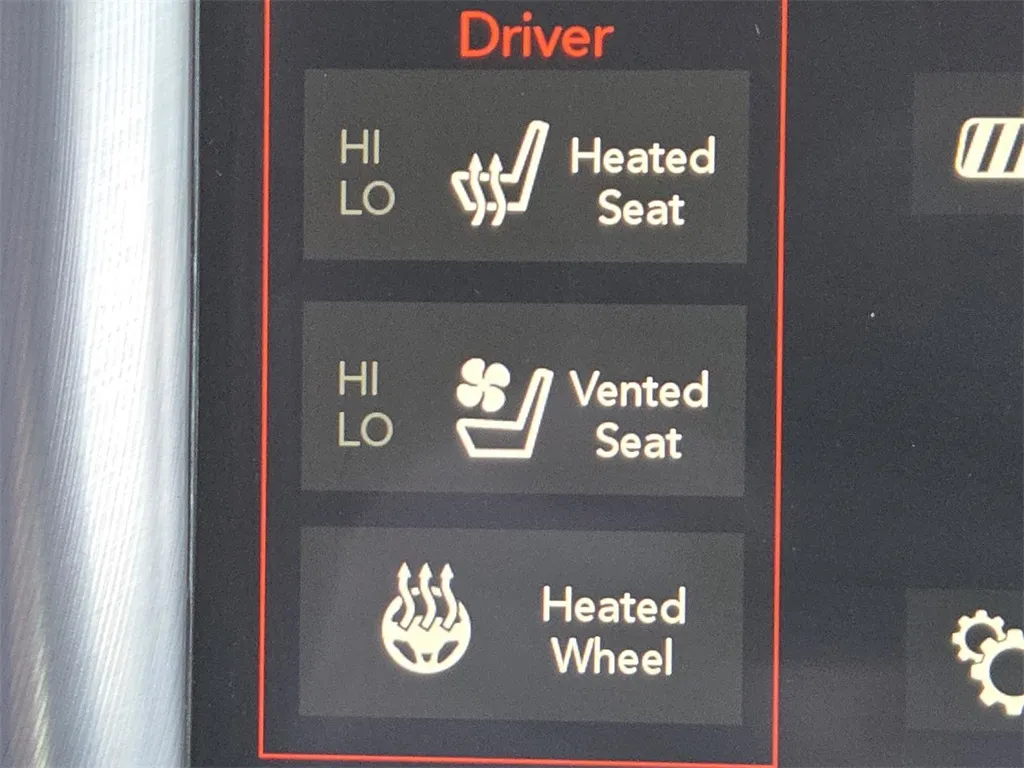 Driver
HI
LO
Heated
Seat
HI
LO
Vented
Seat
Heated
Wheel